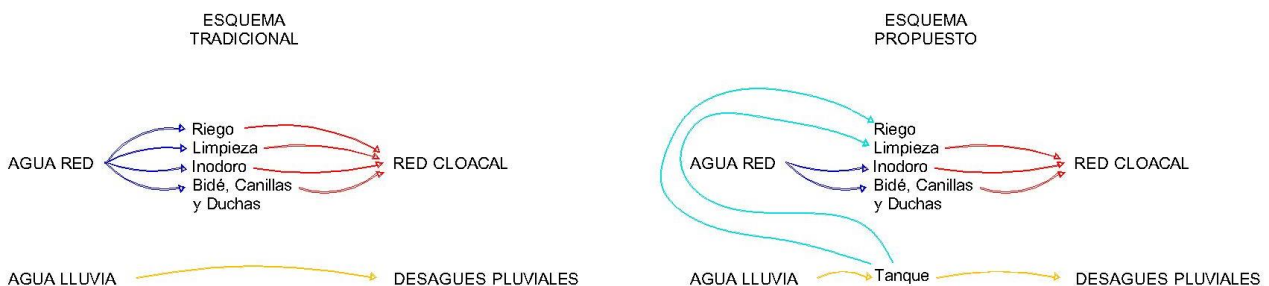 ESQUEMA
TRADICIONAL
AGUA RED
Riego
Limpieza
Inodoro
Bidé, Canillas
y Duchas
RED CLOACAL
AGUA LLUVIA
DESAGUES PLUVIALES
ESQUEMA
PROPUESTO
AGUA RED
Riego
Limpieza
Inodoro
Bidé, Canillas
y Duchas
RED CLOACAL
AGUA LLUVIA
Tanque
DESAGUES PLUVIALES